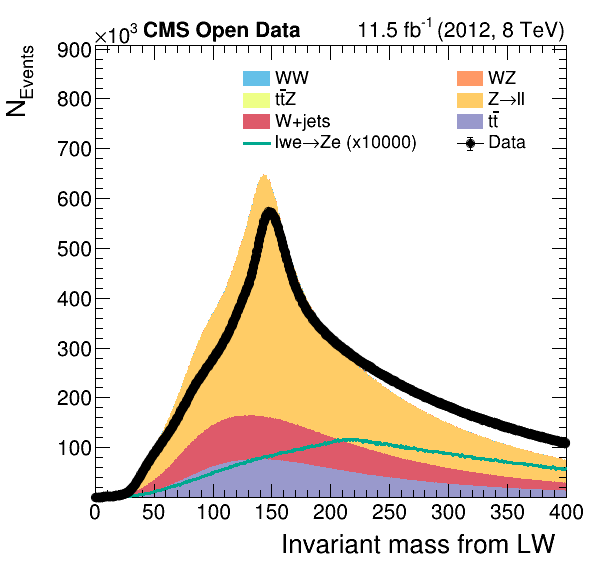 ×10³ CMS Open Data 11.5 fb⁻¹ (2012, 8 TeV)
N_Events
900
800
700
600
500
400
300
200
100
WW WZ
tt̄Z Z→ll
W+jets tt̄
lwe→Ze (x10000) Data
0 50 100 150 200 250 300 350 400
Invariant mass from LW